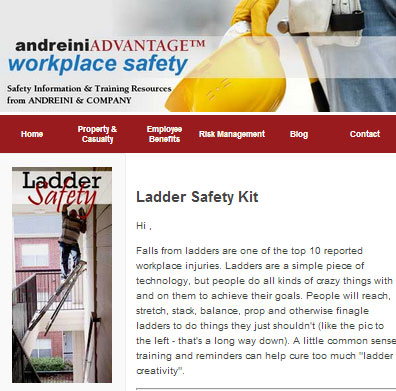 andreiniADVANTAGE™
workplace safety
Safety Information & Training Resources
from ANDREINI & COMPANY
Home
Property &
Casualty
Employee
Benefits
Risk Management
Blog
Contact
Ladder
Safety
Ladder Safety Kit
Hi ,
Falls from ladders are one of the top 10 reported
workplace injuries. Ladders are a simple piece of
technology, but people do all kinds of crazy things with
and on them to achieve their goals. People will reach,
stretch, stack, balance, prop and otherwise finagle
ladders to do things they just shouldn't (like the pic to
the left - that's a long way down). A little common sense
training and reminders can help cure too much "ladder
creativity".